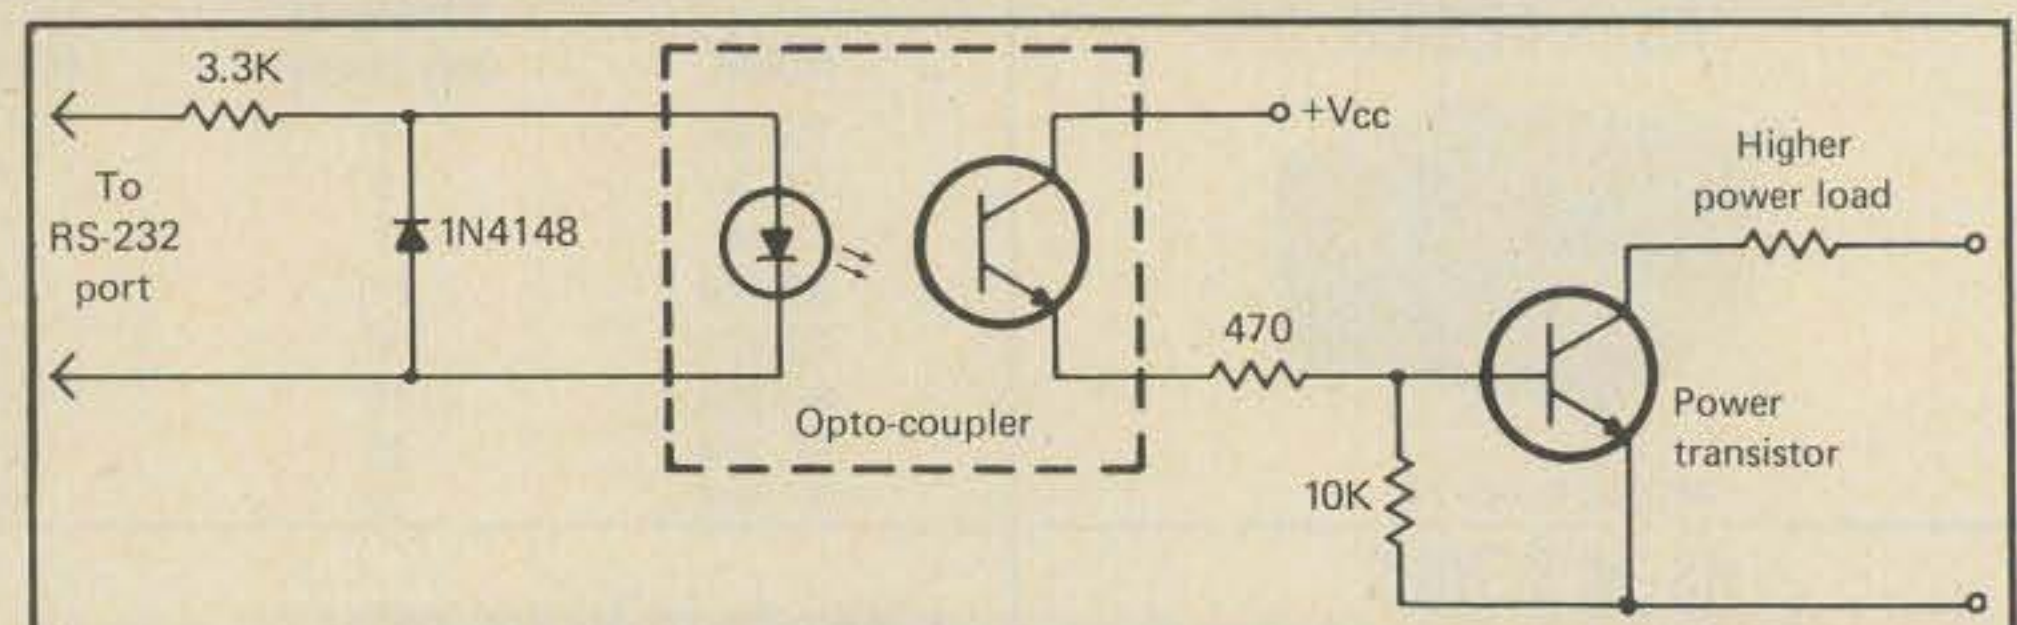 3.3K
To
RS-232
port
1N4148
Opto-coupler
+Vcc
470
10K
Higher
power load
Power
transistor